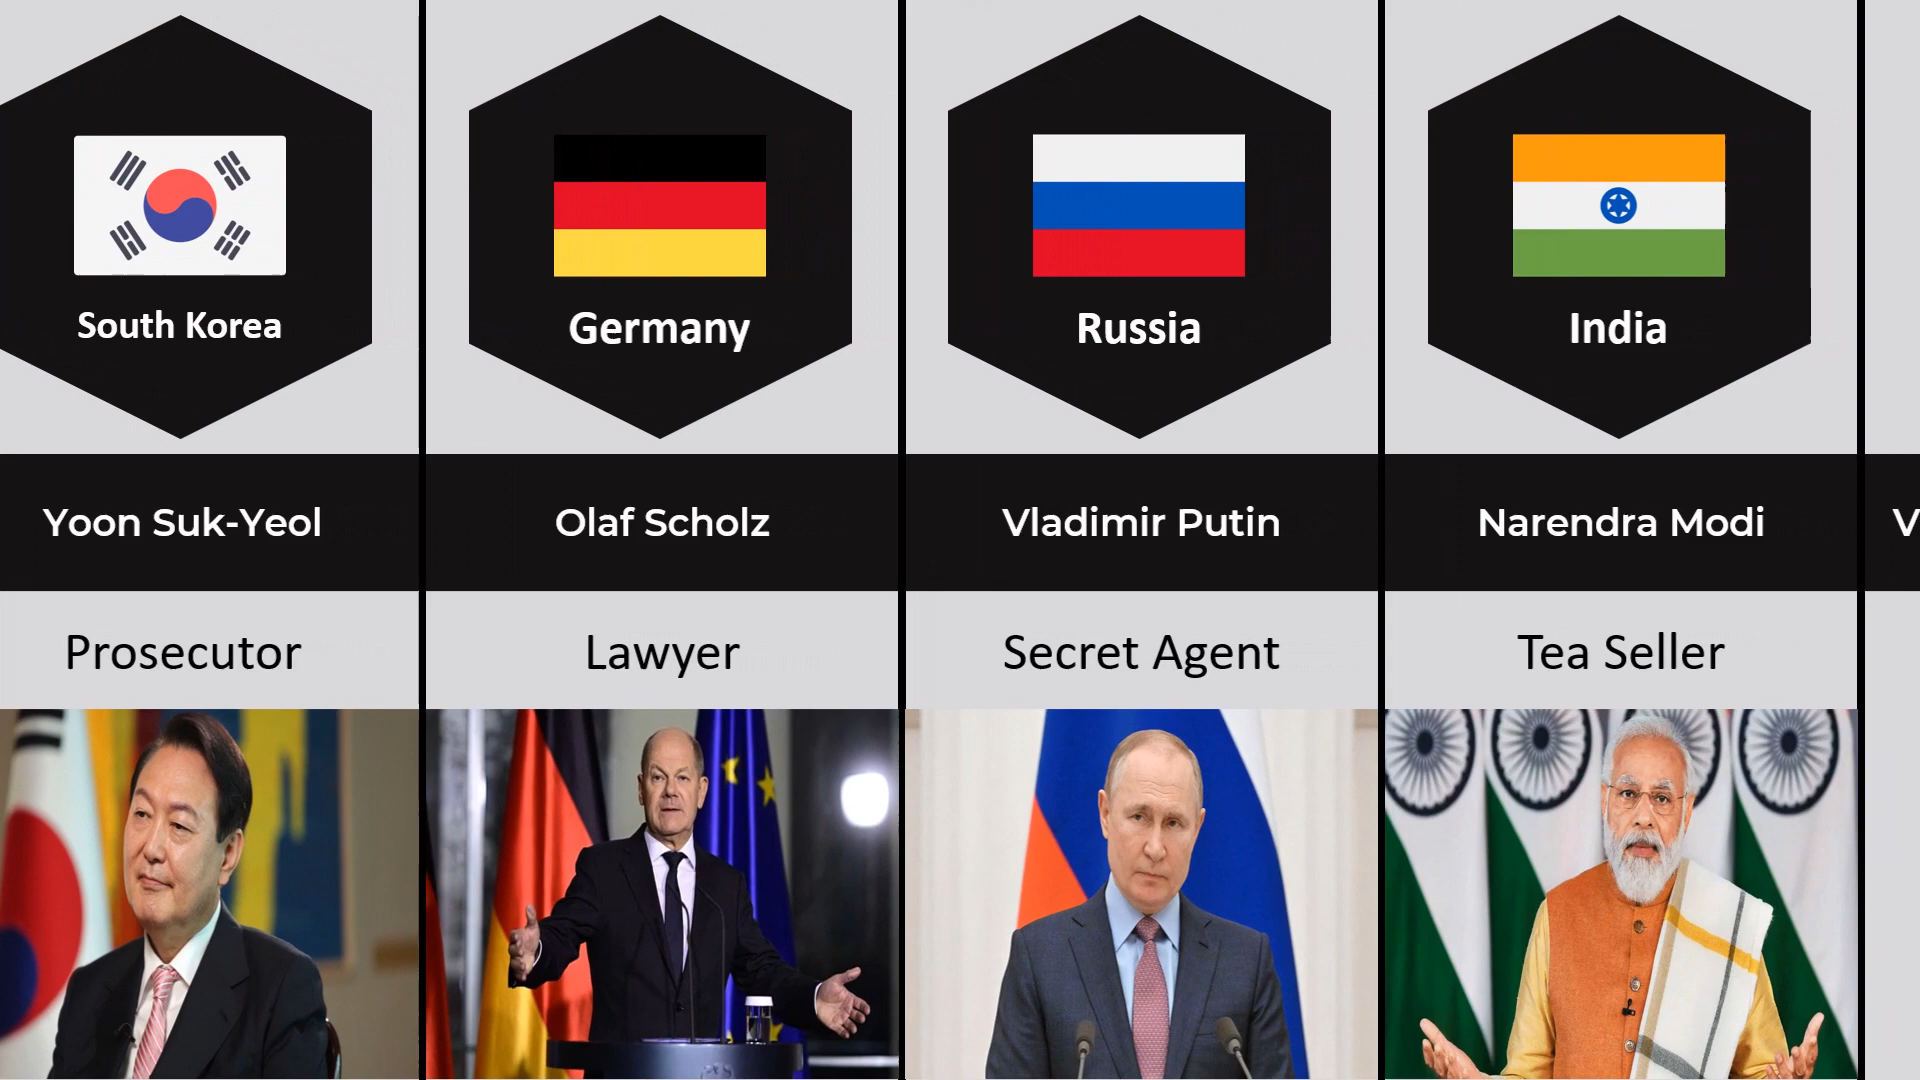 South Korea
Germany
Russia
India
Yoon Suk-Yeol
Olaf Scholz
Vladimir Putin
Narendra Modi
V
Prosecutor
Lawyer
Secret Agent
Tea Seller